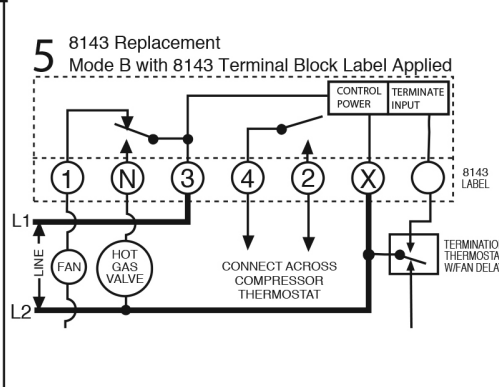 5 8143 Replacement
Mode B with 8143 Terminal Block Label Applied
CONTROL POWER
TERMINATE INPUT
1 N 3 4 2 X
8143 LABEL
L1
LINE
FAN
HOT GAS VALVE
CONNECT ACROSS
COMPRESSOR
THERMOSTAT
TERMINATIO
THERMOSTA
W/FAN DELA
L2